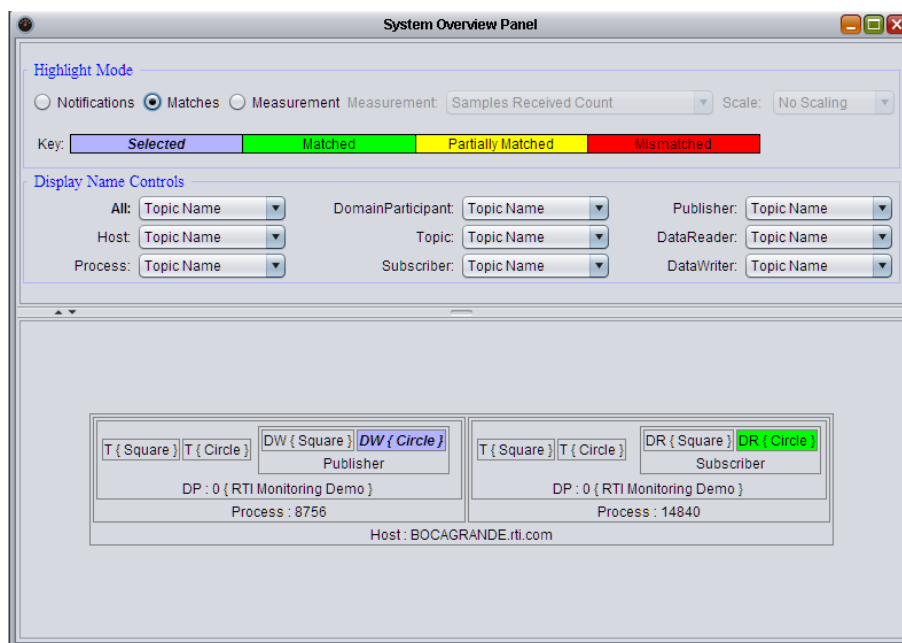 System Overview Panel
Highlight Mode
Notifications Matches Measurement Measurement: Samples Received Count Scale: No Scaling
Key: Selected Matched Partially Matched Mismatched
Display Name Controls
All: Topic Name DomainParticipant: Topic Name Publisher: Topic Name
Host: Topic Name Topic: Topic Name DataReader: Topic Name
Process: Topic Name Subscriber: Topic Name DataWriter: Topic Name
T { Square } T { Circle } DW { Square } DW { Circle } T { Square } T { Circle } DR { Square } DR { Circle }
Publisher Subscriber
DP : 0 { RTI Monitoring Demo } DP : 0 { RTI Monitoring Demo }
Process : 8756 Process : 14840
Host : BOCAGRANDE.rti.com